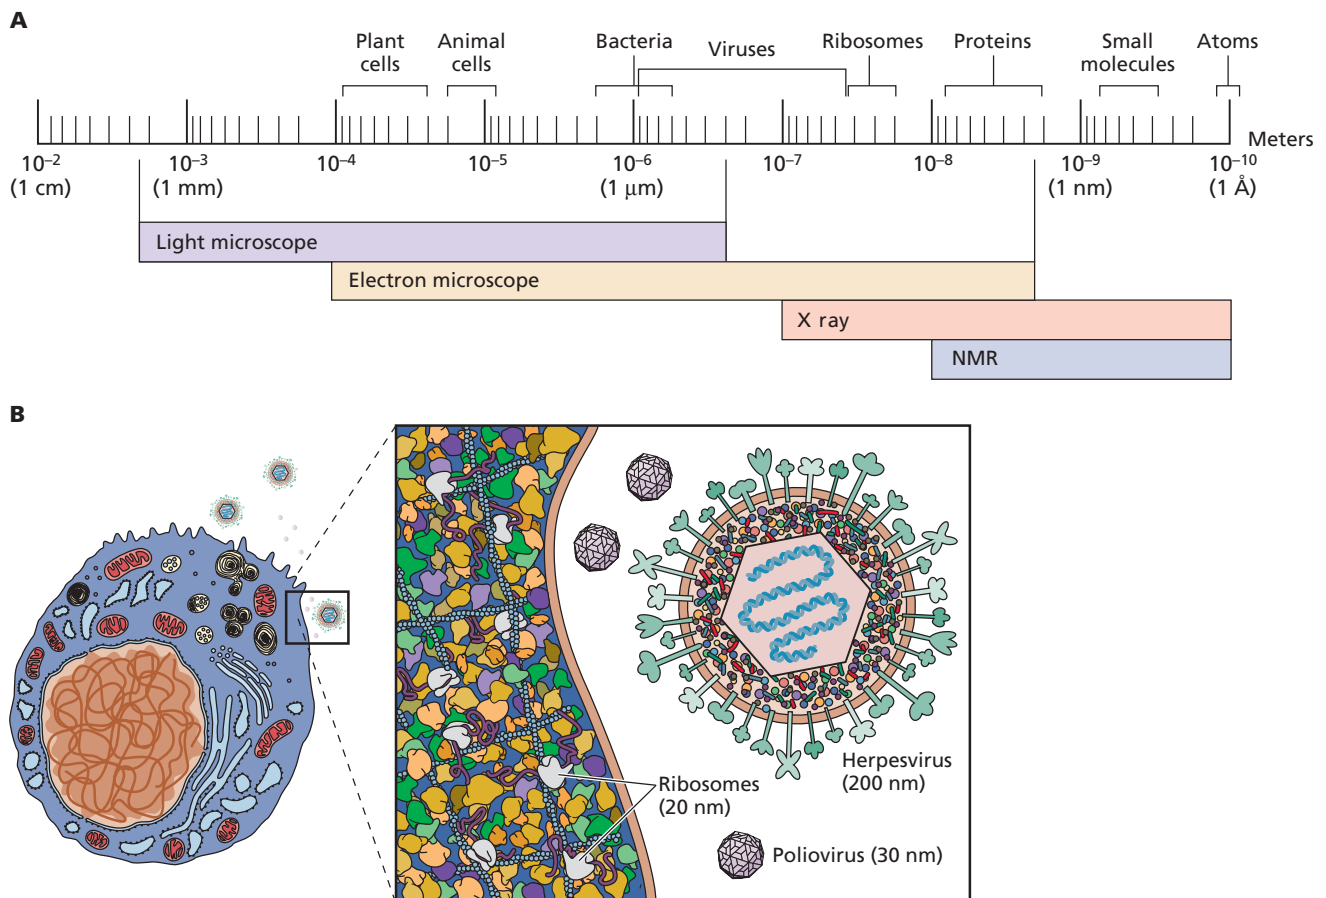 A
Plant
cells
Animal
cells
Bacteria
Viruses
Ribosomes
Proteins
Small
molecules
Atoms
Meters
10⁻²
(1 cm)
10⁻³
(1 mm)
10⁻⁴
10⁻⁵
10⁻⁶
(1 μm)
10⁻⁷
10⁻⁸
10⁻⁹
(1 nm)
10⁻¹⁰
(1 Å)
Light microscope
Electron microscope
X ray
NMR
B
Herpesvirus
(200 nm)
Ribosomes
(20 nm)
Poliovirus (30 nm)